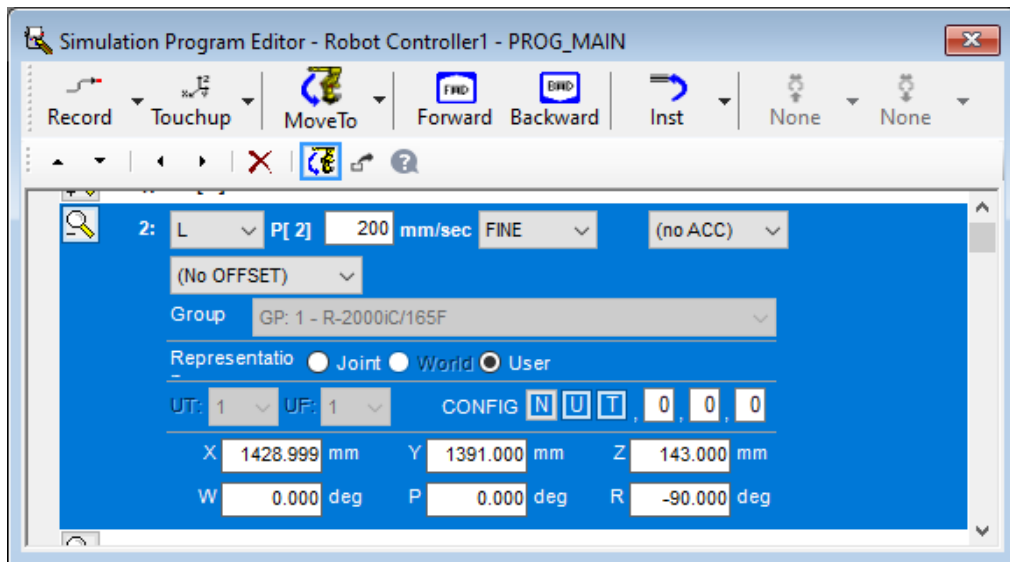 Simulation Program Editor - Robot Controller1 - PROG_MAIN
FWD BWD
Record Touchup MoveTo Forward Backward Inst None None
2: L P[ 2] 200 mm/sec FINE (no ACC)
(No OFFSET)
Group GP: 1 - R-2000iC/165F
Representatio Joint World User
UT: 1 UF: 1 CONFIG N U T , 0 , 0 , 0
X 1428.999 mm Y 1391.000 mm Z 143.000 mm
W 0.000 deg P 0.000 deg R -90.000 deg